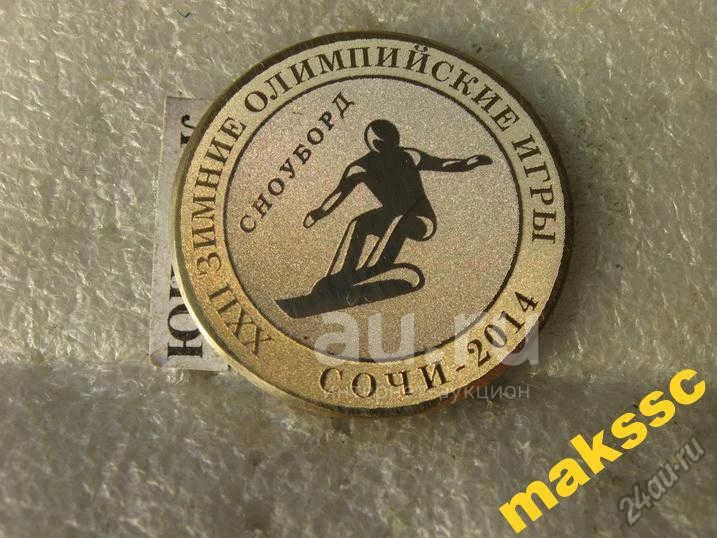 XXII ЗИМНИЕ ОЛИМПИЙСКИЕ ИГРЫ
СНОУБОРД
СОЧИ-2014
au.ru
makssc
24au.ru